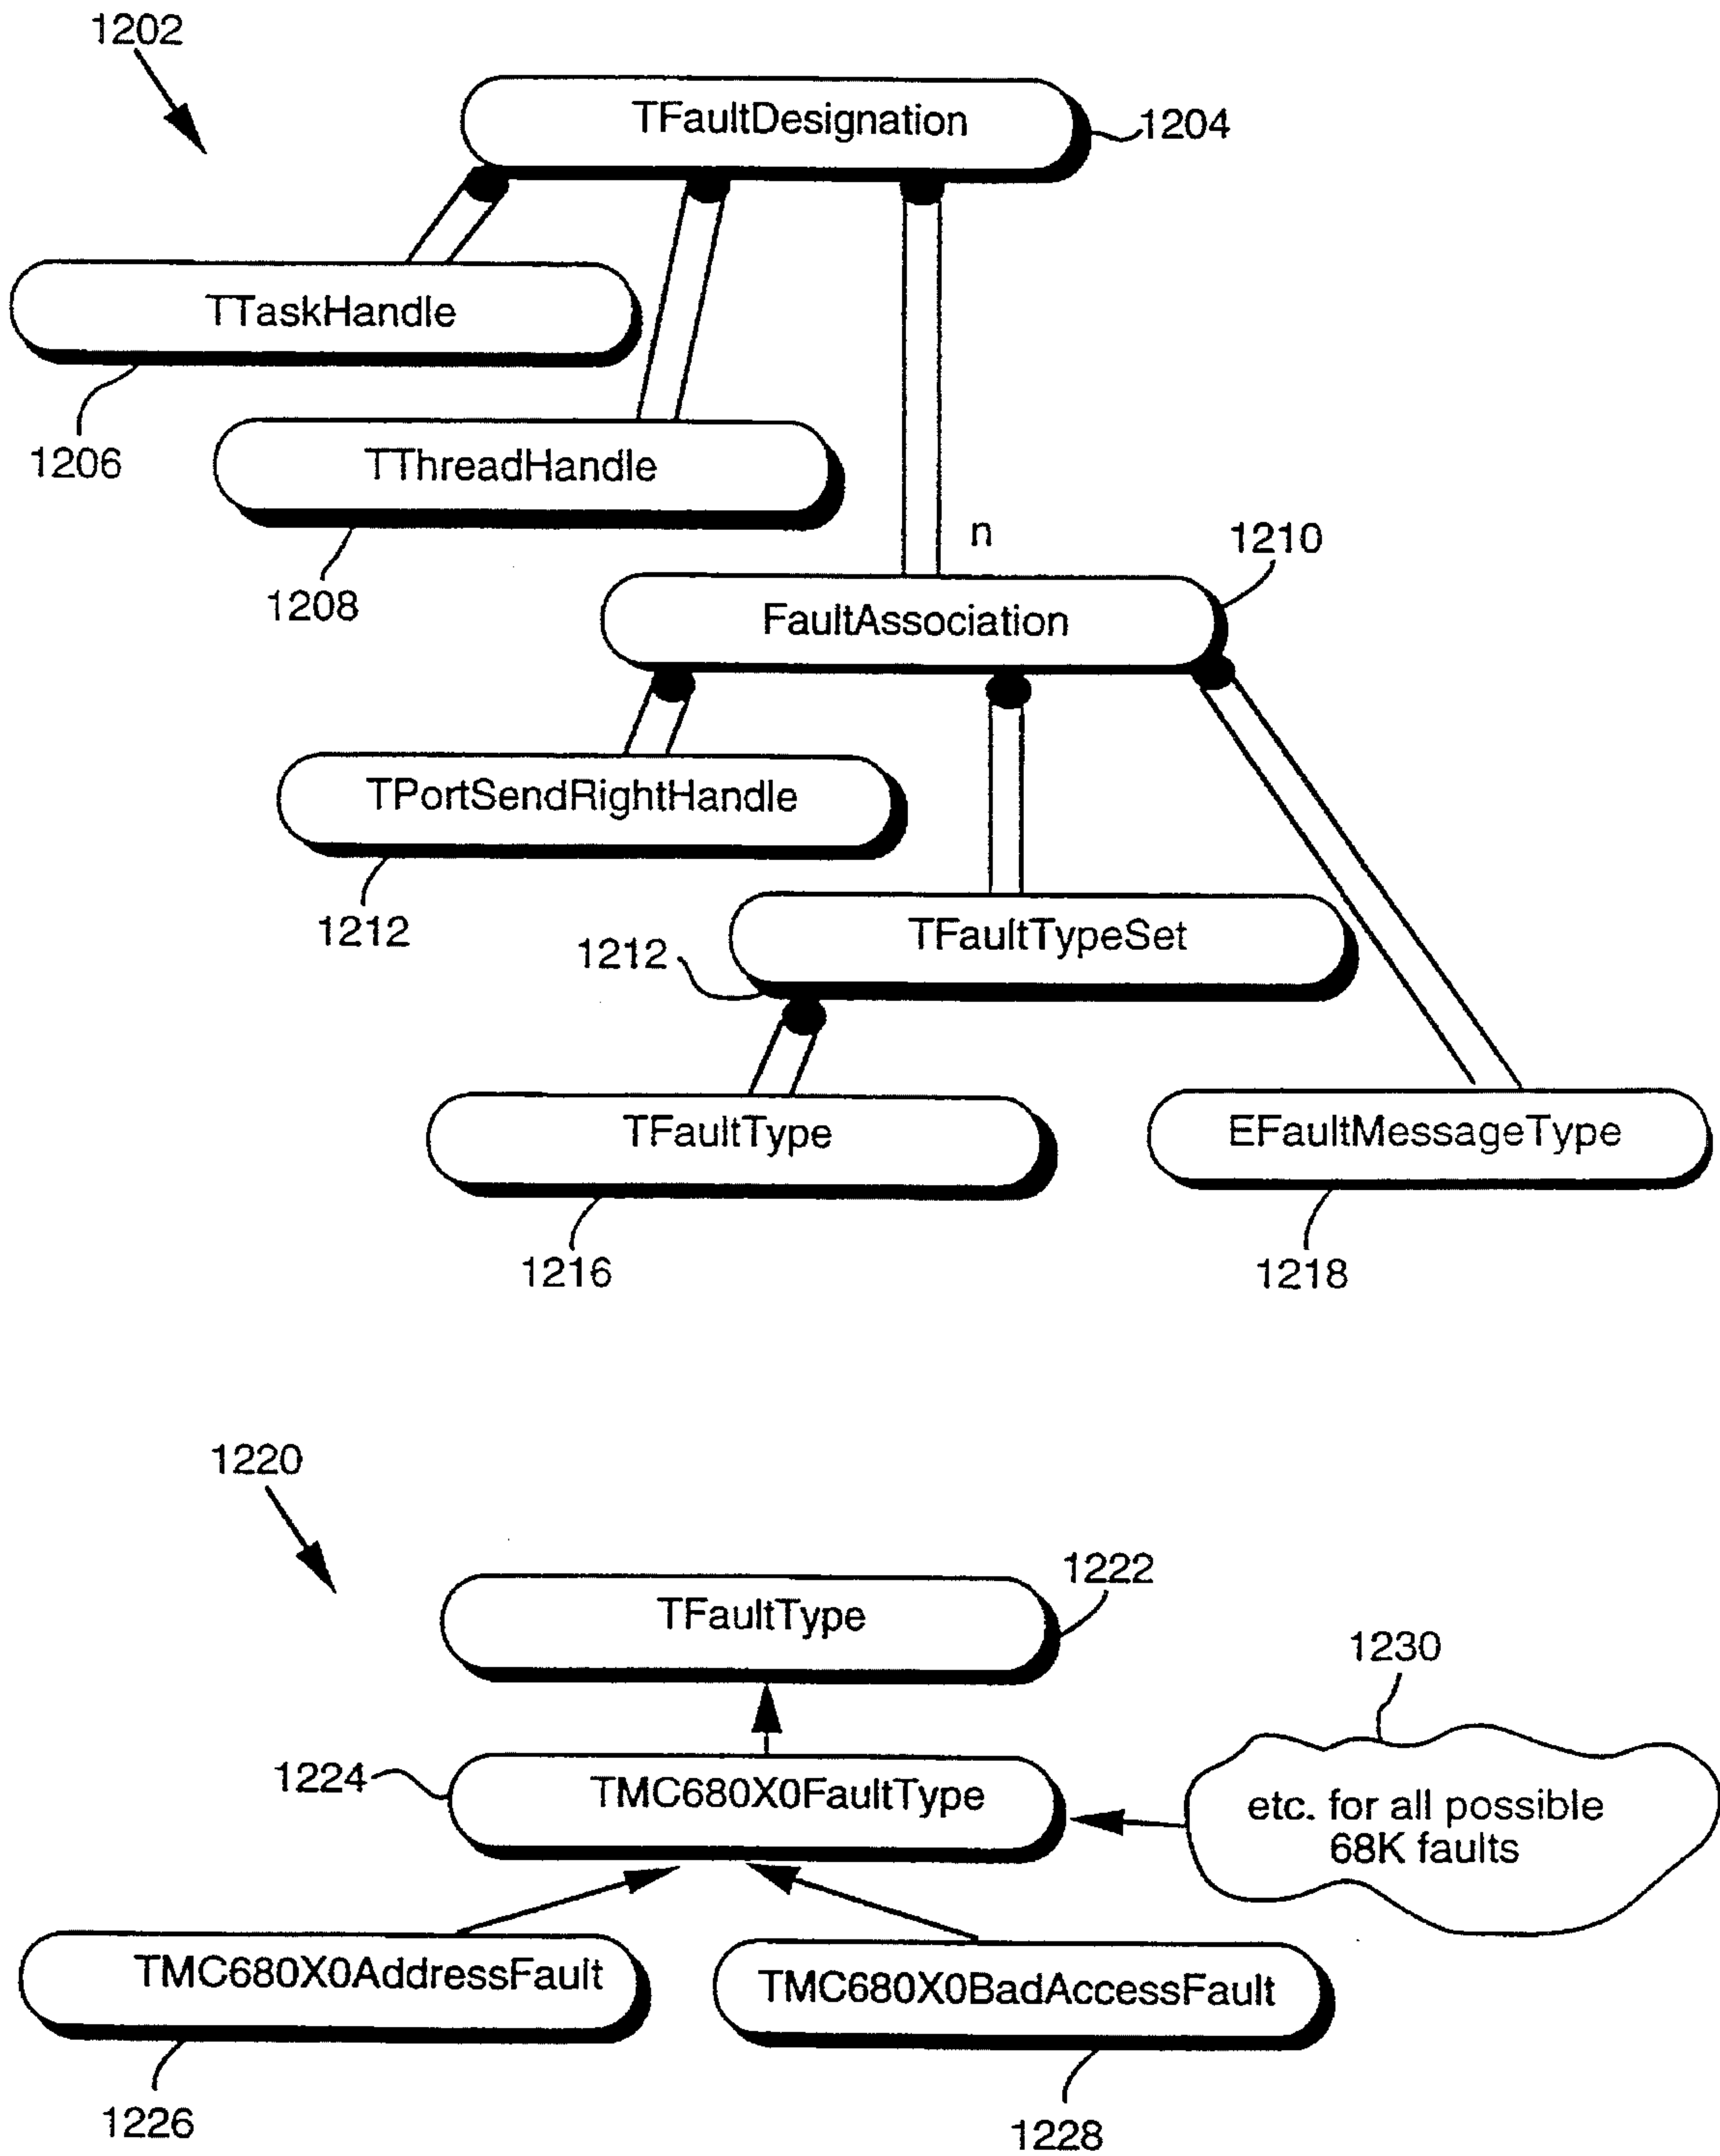 1202
TFaultDesignation
1204
TTaskHandle
1206
TThreadHandle
1208
n
1210
FaultAssociation
TPortSendRightHandle
1212
TFaultTypeSet
1212
TFaultType
1216
EFaultMessageType
1218
1220
TFaultType
1222
1230
1224
TMC680X0FaultType
etc. for all possible
68K faults
TMC680X0AddressFault
TMC680X0BadAccessFault
1226
1228